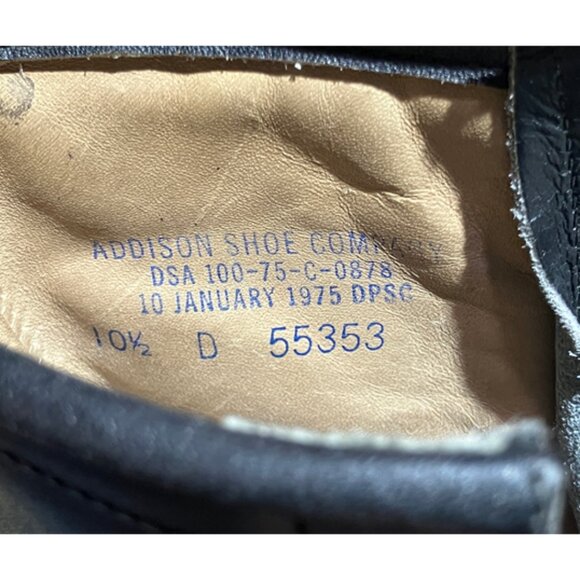 ADDISON SHOE COMPANY
DSA 100-75-C-0878
10 JANUARY 1975 DPSC
10½ D 55353